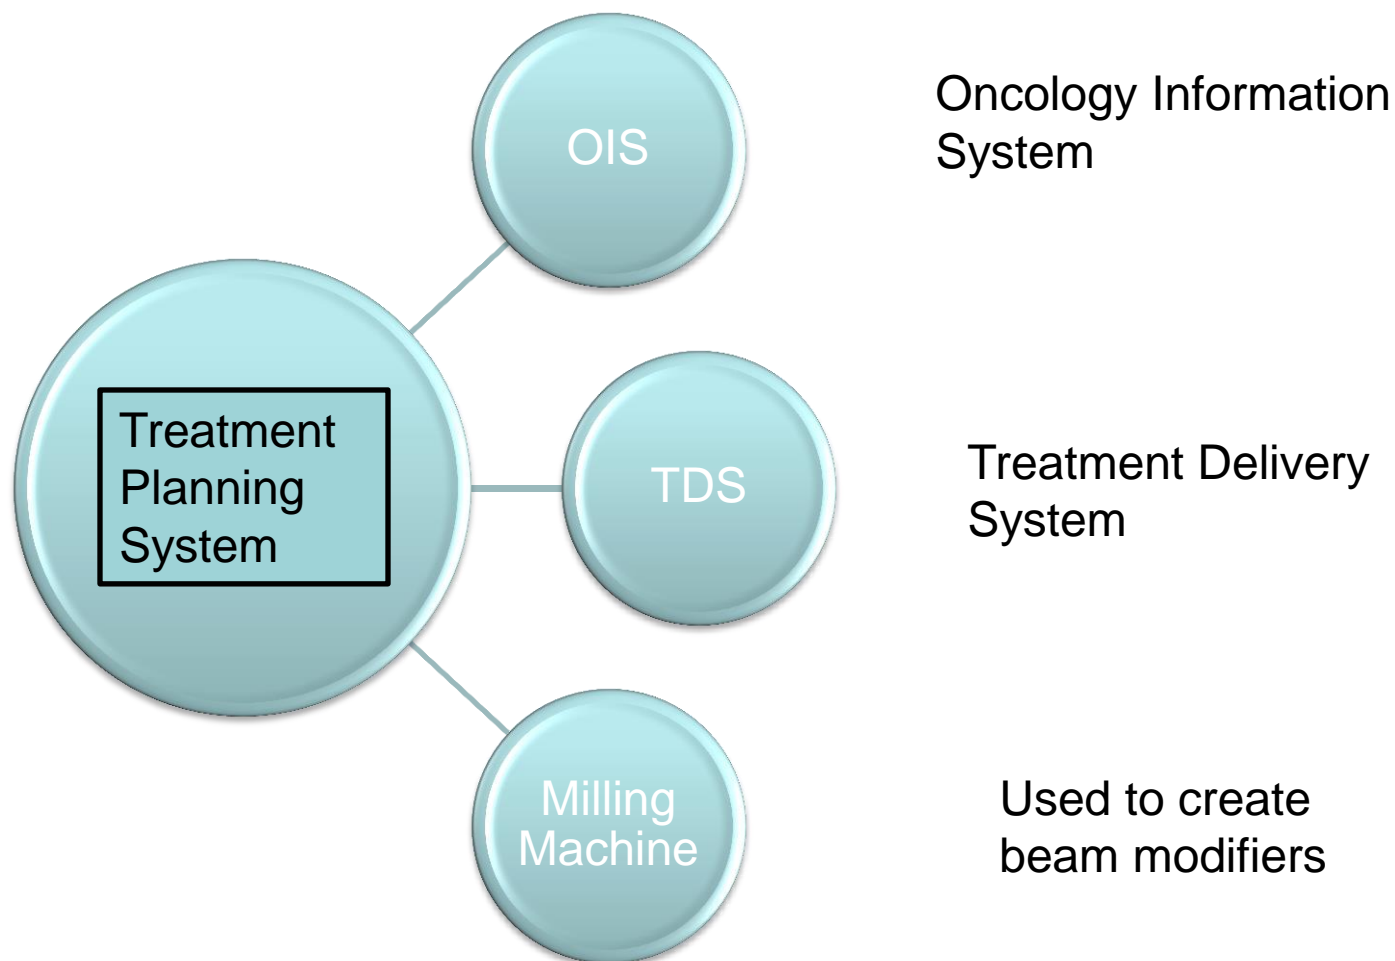 OIS
Oncology Information
System
Treatment
Planning
System
TDS
Treatment Delivery
System
Milling
Machine
Used to create
beam modifiers